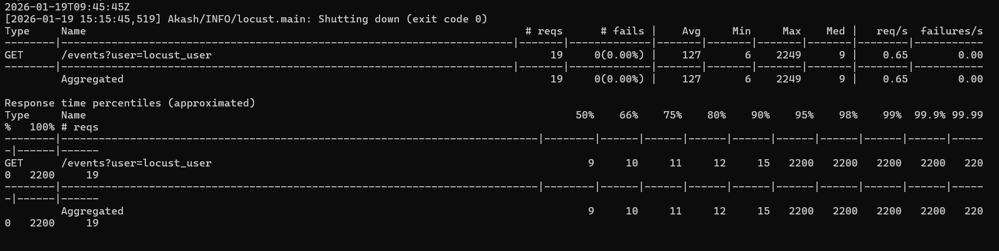 2026-01-19T09:45:45Z
[2026-01-19 15:15:45,519] Akash/INFO/locust.main: Shutting down (exit code 0)
Type     Name                                                                      # reqs      # fails |    Avg     Min     Max    Med |   req/s  failures/s
--------|------------------------------------------------------------------------|-------|-------------|-------|-------|-------|-------|--------|-----------
GET      /events?user=locust_user                                                      19     0(0.00%) |    127       6    2249      9 |    0.65        0.00
--------|------------------------------------------------------------------------|-------|-------------|-------|-------|-------|-------|--------|-----------
         Aggregated                                                                    19     0(0.00%) |    127       6    2249      9 |    0.65        0.00
Response time percentiles (approximated)
Type     Name                                                                              50%    66%    75%    80%    90%    95%    98%    99%  99.9% 99.99
%   100% # reqs
--------|----------------------------------------------------------------------------|--------|------|------|------|------|------|------|------|------|-----
-|------|------
GET      /events?user=locust_user                                                            9     10     11     12     15   2200   2200   2200   2200   220
0   2200     19
--------|----------------------------------------------------------------------------|--------|------|------|------|------|------|------|------|------|-----
-|------|------
         Aggregated                                                                          9     10     11     12     15   2200   2200   2200   2200   220
0   2200     19